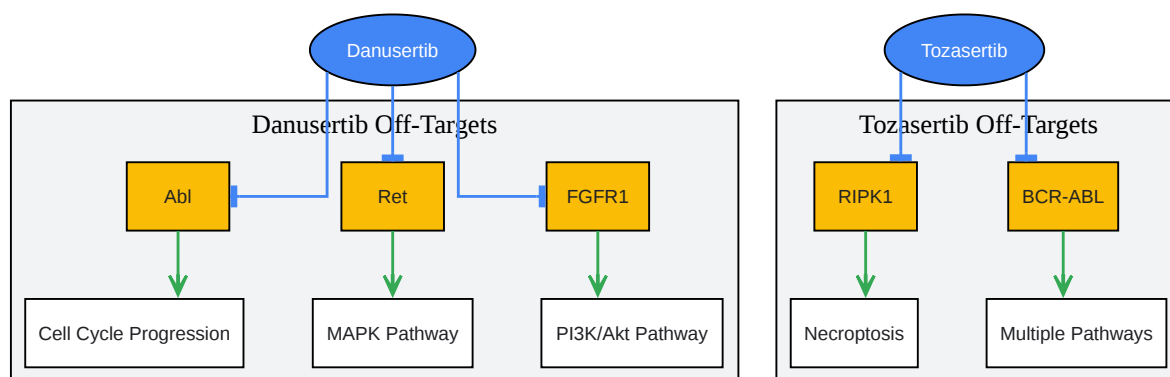 Danusertib
Tozasertib
Danusertib Off-Targets
Tozasertib Off-Targets
Abl
Ret
FGFR1
RIPK1
BCR-ABL
Cell Cycle Progression
MAPK Pathway
PI3K/Akt Pathway
Necroptosis
Multiple Pathways